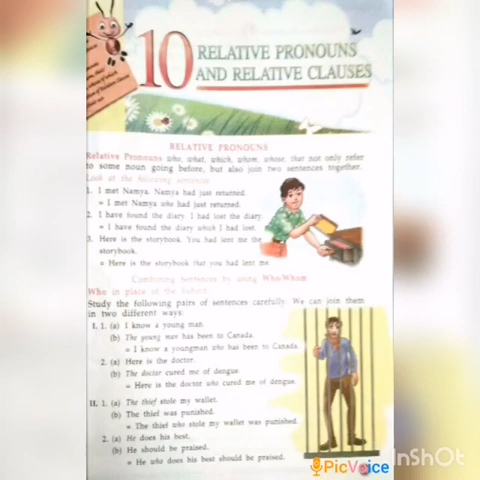 10 RELATIVE PRONOUNS
AND RELATIVE CLAUSES
RELATIVE PRONOUNS
Relative Pronouns who, what, which, whom, whose, that not only refer
to some noun going before, but also join two sentences together.
Look at the following sentences
1. I met Namya. Namya had just returned.
= I met Namya who had just returned.
2. I have found the diary. I had lost the diary.
= I have found the diary which I had lost.
3. Here is the storybook. You had lent me the
storybook.
= Here is the storybook that you had lent me.
Combining Sentences by using Who/Whom
Who in place of the Subject
Study the following pairs of sentences carefully. We can join them
in two different ways:
I. 1. (a) I know a young man.
(b) The young man has been to Canada.
= I know a youngman who has been to Canada.
2. (a) Here is the doctor.
(b) The doctor cured me of dengue.
= Here is the doctor who cured me of dengue.
II. 1. (a) The thief stole my wallet.
(b) The thief was punished.
= The thief who stole my wallet was punished.
2. (a) He does his best.
(b) He should be praised.
= He who does his best should be praised.
PicVoice
InShOt